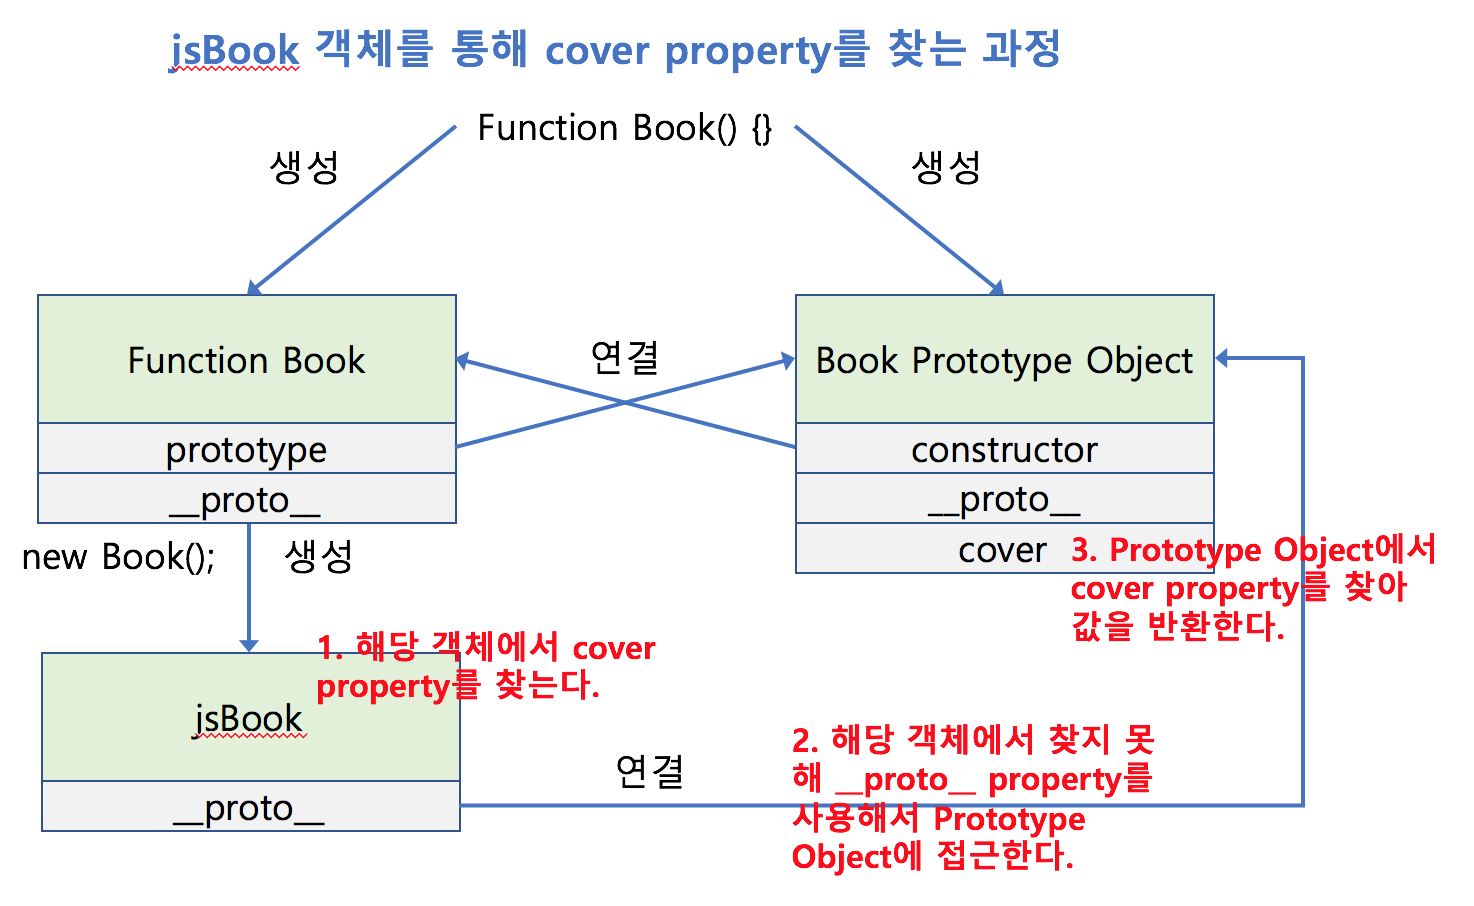 jsBook 객체를 통해 cover property를 찾는 과정
Function Book() {}
생성
생성
Function Book
prototype
__proto__
연결
Book Prototype Object
constructor
__proto__
cover
new Book();
생성
3. Prototype Object에서
cover property를 찾아
값을 반환한다.
1. 해당 객체에서 cover
property를 찾는다.
jsBook
__proto__
연결
2. 해당 객체에서 찾지 못
해 __proto__ property를
사용해서 Prototype
Object에 접근한다.